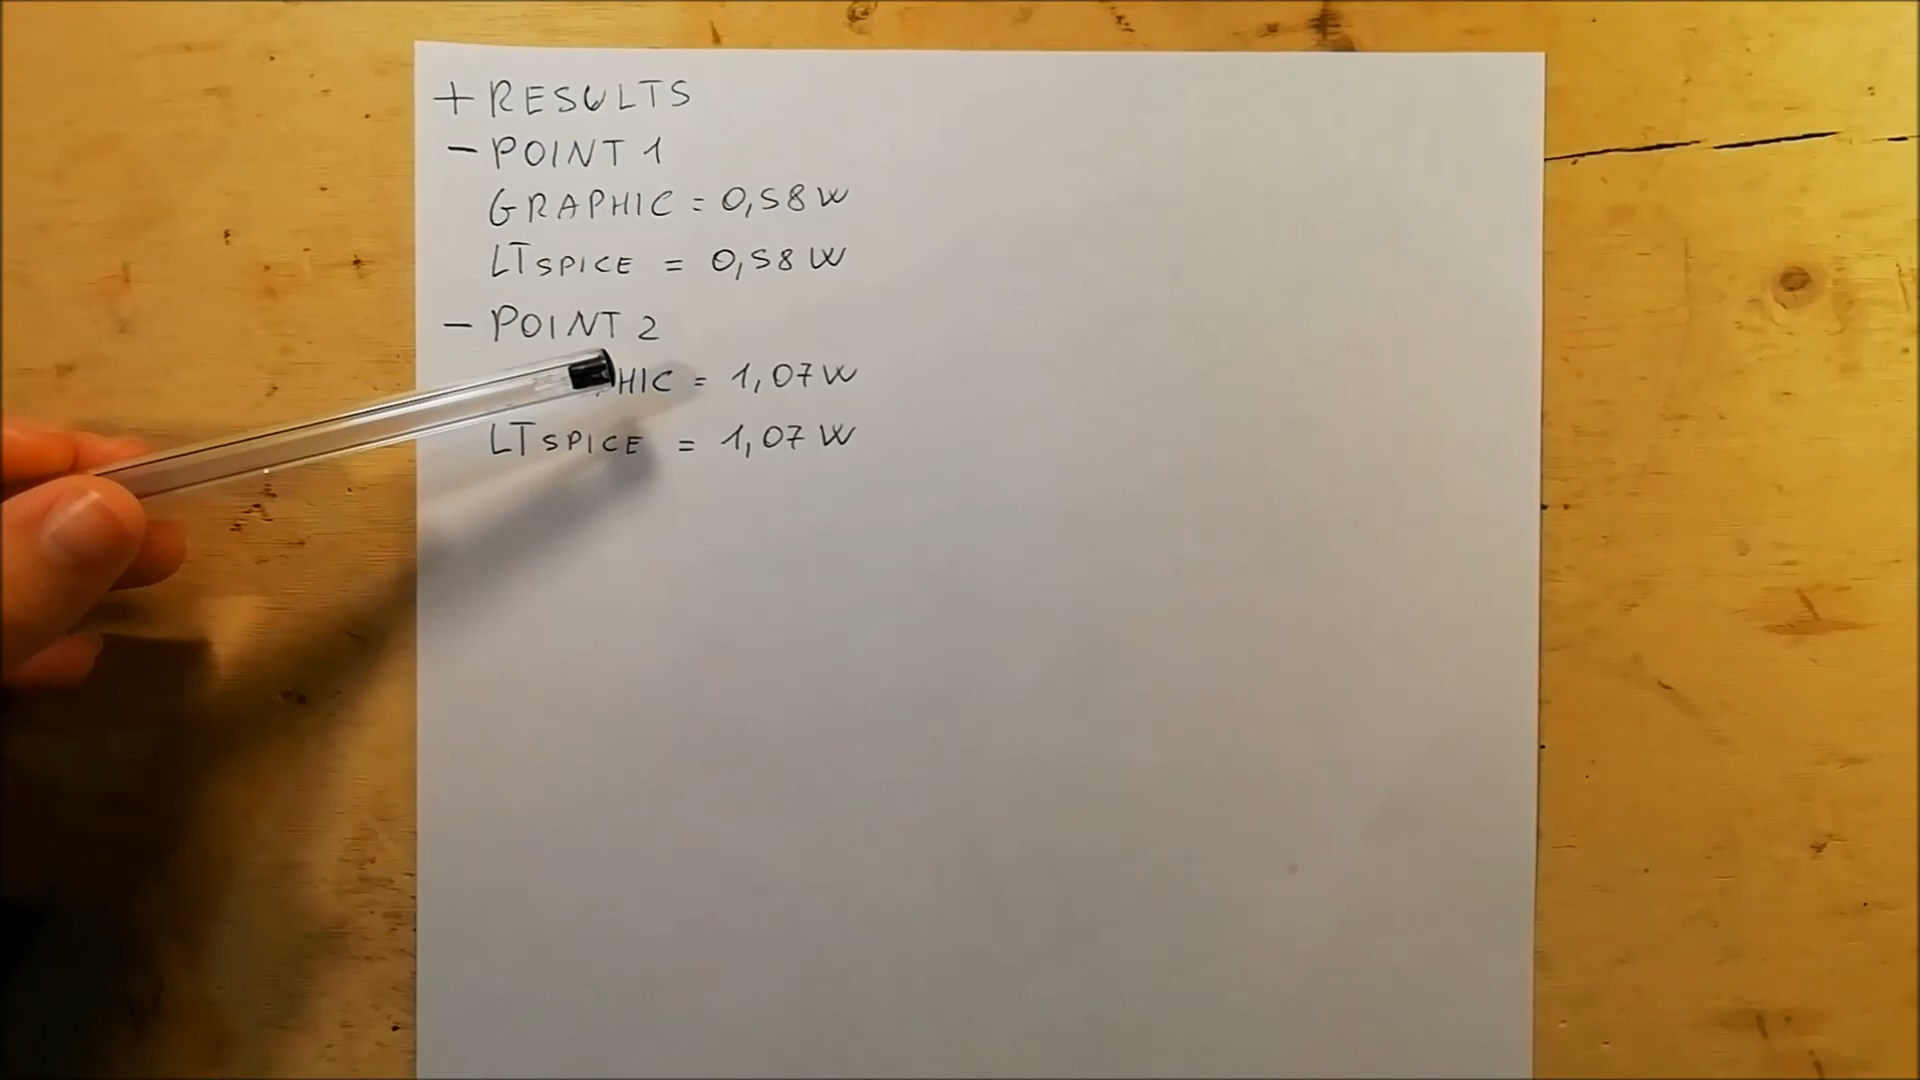 + RESULTS
- POINT 1
GRAPHIC = 0,58 W
LTSPICE = 0,58 W
- POINT 2
HIC = 1,07 W
LTSPICE = 1,07 W